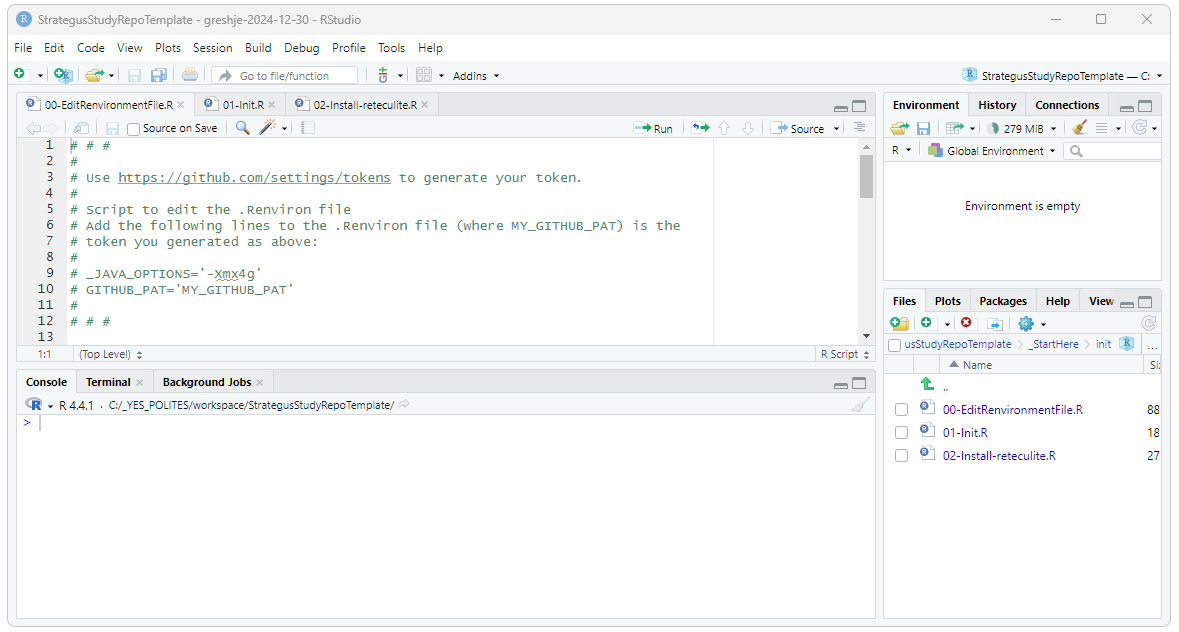 StrategusStudyRepoTemplate - greshje-2024-12-30 - RStudio
File Edit Code View Plots Session Build Debug Profile Tools Help
Go to file/function Addins StrategusStudyRepoTemplate — C:
00-EditRenvironmentFile.R 01-Init.R 02-Install-reteculite.R
Source on Save Run Source
1 # # #
2 #
3 # Use https://github.com/settings/tokens to generate your token.
4 #
5 # Script to edit the .Renviron file
6 # Add the following lines to the .Renviron file (where MY_GITHUB_PAT) is the
7 # token you generated as above:
8 #
9 # _JAVA_OPTIONS='-Xmx4g'
10 # GITHUB_PAT='MY_GITHUB_PAT'
11 #
12 # # #
13
1:1 (Top Level) R Script
Console Terminal Background Jobs
R 4.4.1 · C:/_YES_POLITES/workspace/StrategusStudyRepoTemplate/
>
Environment History Connections
279 MiB
R Global Environment
Environment is empty
Files Plots Packages Help View
usStudyRepoTemplate _StartHere init R ...
Name Si
..
00-EditRenvironmentFile.R 88
01-Init.R 18
02-Install-reteculite.R 27